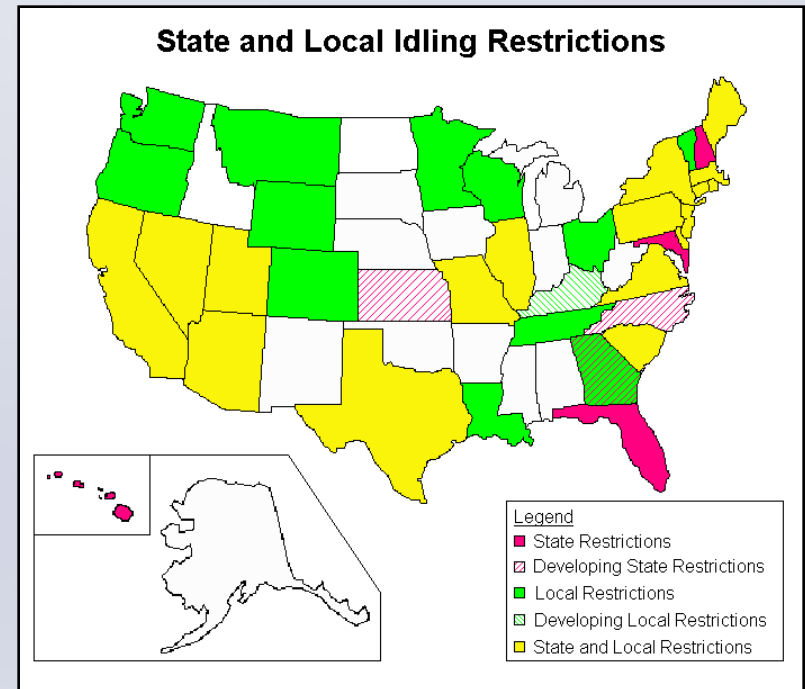 State and Local Idling Restrictions
Legend
State Restrictions
Developing State Restrictions
Local Restrictions
Developing Local Restrictions
State and Local Restrictions